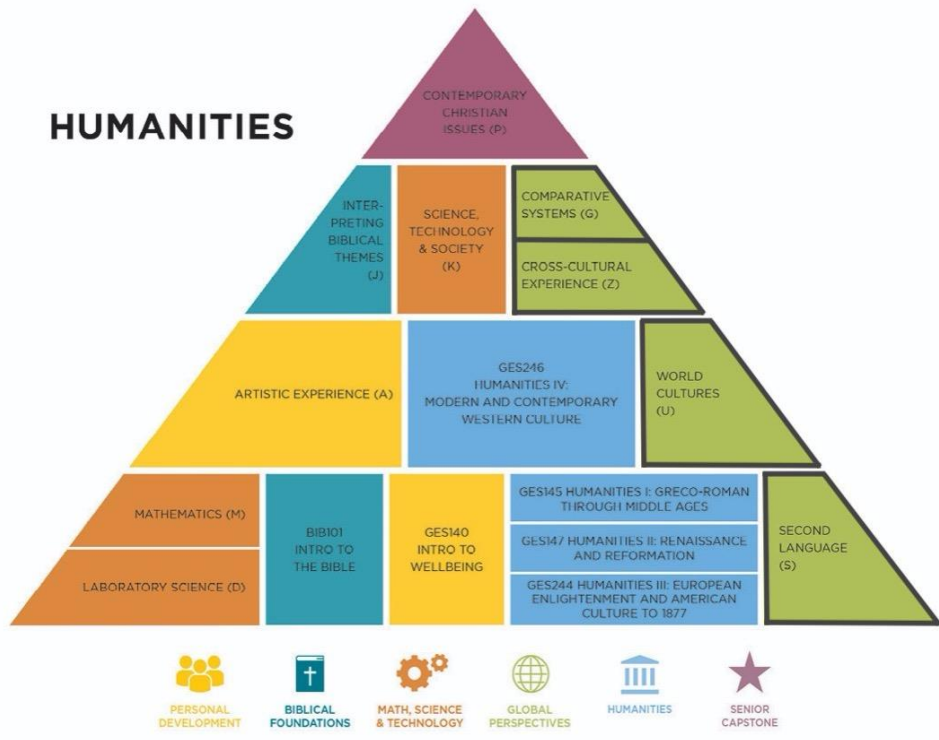 HUMANITIES
CONTEMPORARY
CHRISTIAN
ISSUES (P)
INTER-
PRETING
BIBLICAL
THEMES
(J)
SCIENCE,
TECHNOLOGY
& SOCIETY
(K)
COMPARATIVE
SYSTEMS (G)
CROSS-CULTURAL
EXPERIENCE (Z)
ARTISTIC EXPERIENCE (A)
GES246
HUMANITIES IV:
MODERN AND CONTEMPORARY
WESTERN CULTURE
WORLD
CULTURES
(U)
MATHEMATICS (M)
LABORATORY SCIENCE (D)
BIB101
INTRO TO
THE BIBLE
GES140
INTRO TO
WELLBEING
GES145 HUMANITIES I: GRECO-ROMAN
THROUGH MIDDLE AGES
GES147 HUMANITIES II: RENAISSANCE
AND REFORMATION
GES244 HUMANITIES III: EUROPEAN
ENLIGHTENMENT AND AMERICAN
CULTURE TO 1877
SECOND
LANGUAGE
(S)
PERSONAL
DEVELOPMENT
BIBLICAL
FOUNDATIONS
MATH, SCIENCE
& TECHNOLOGY
GLOBAL
PERSPECTIVES
HUMANITIES
SENIOR
CAPSTONE